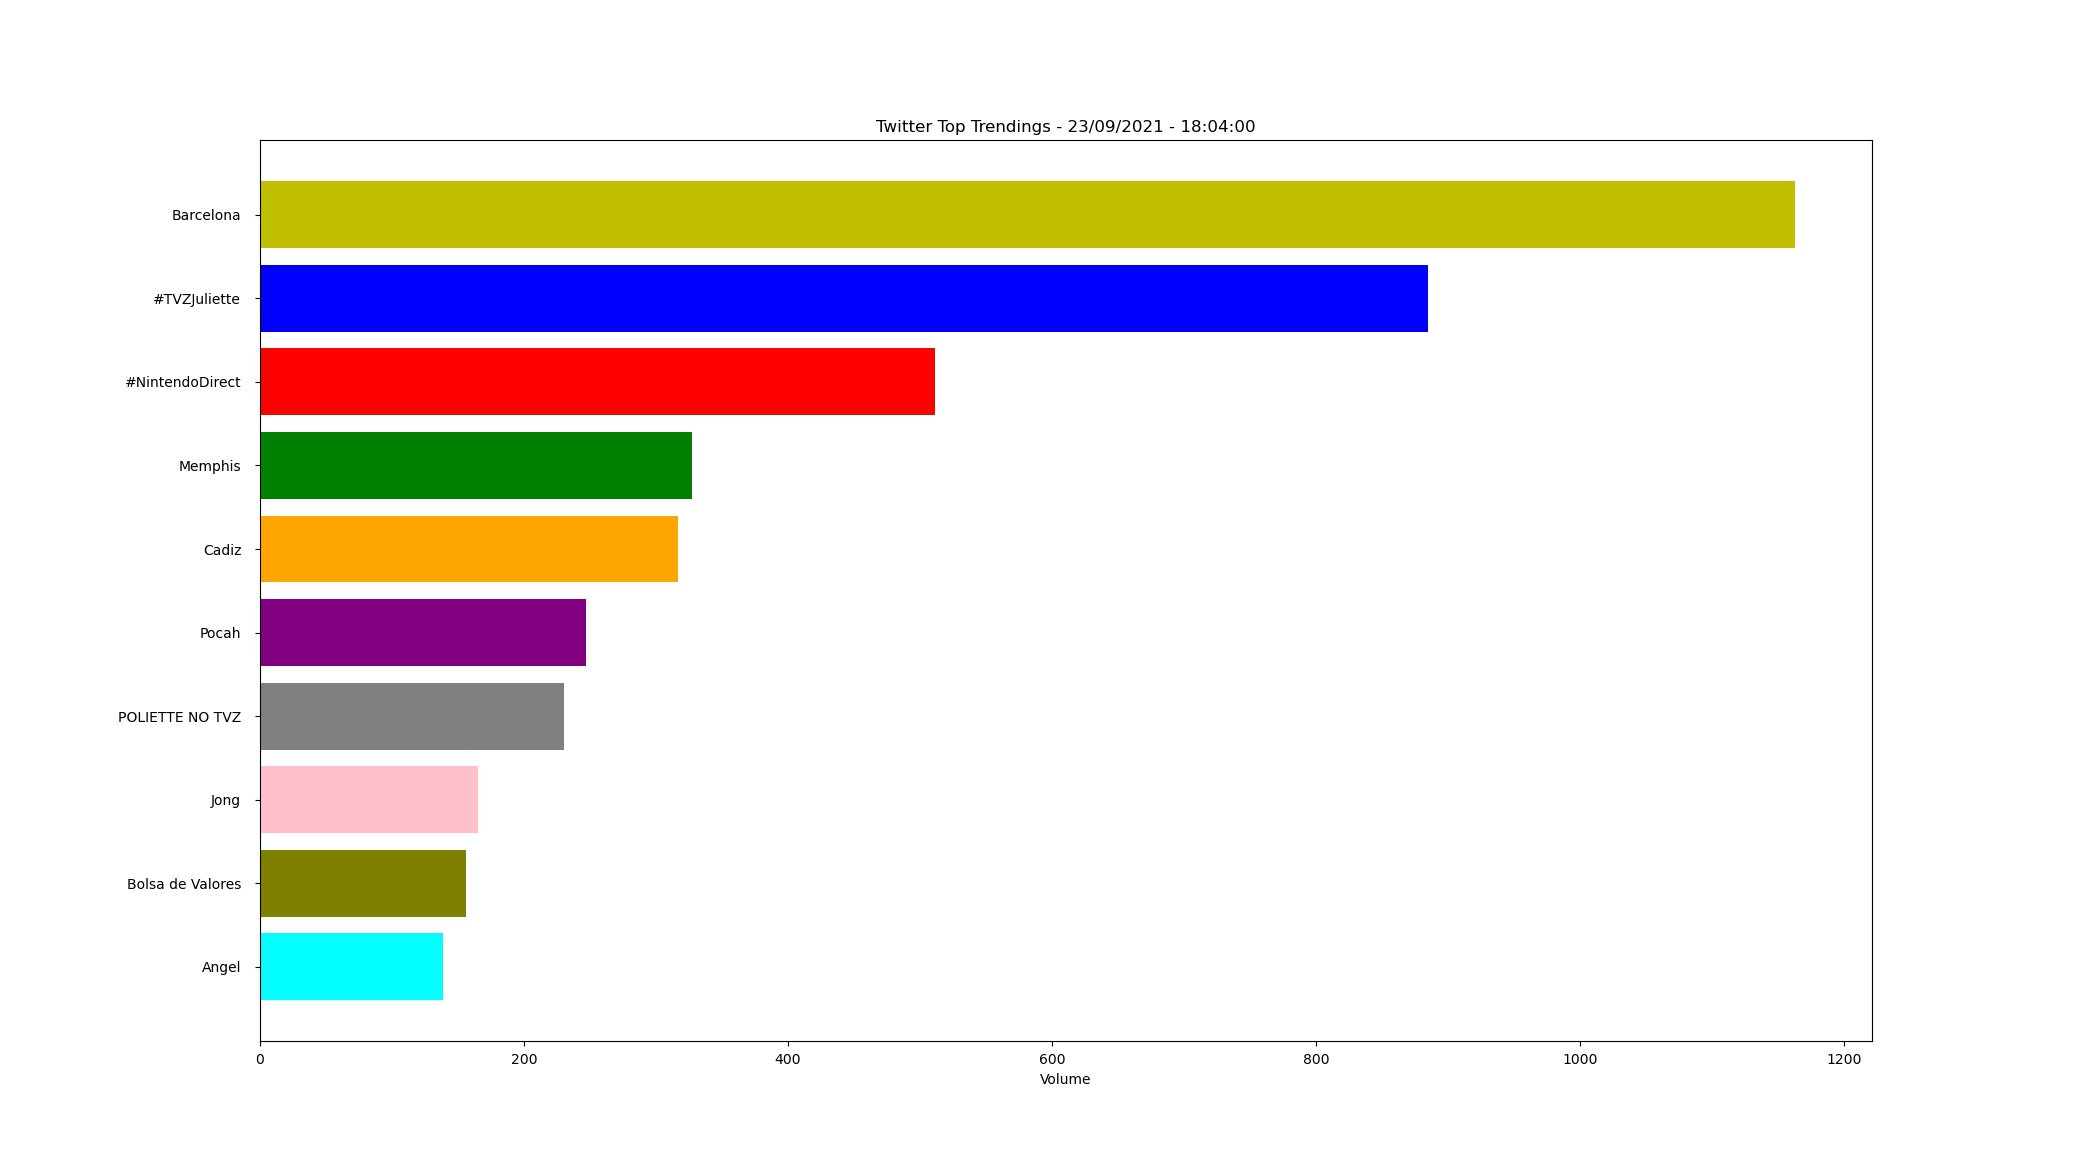 Twitter Top Trendings - 23/09/2021 - 18:04:00
Barcelona
#TVZJuliette
#NintendoDirect
Memphis
Cadiz
Pocah
POLIETTE NO TVZ
Jong
Bolsa de Valores
Angel
0 200 400 600 800 1000 1200
Volume